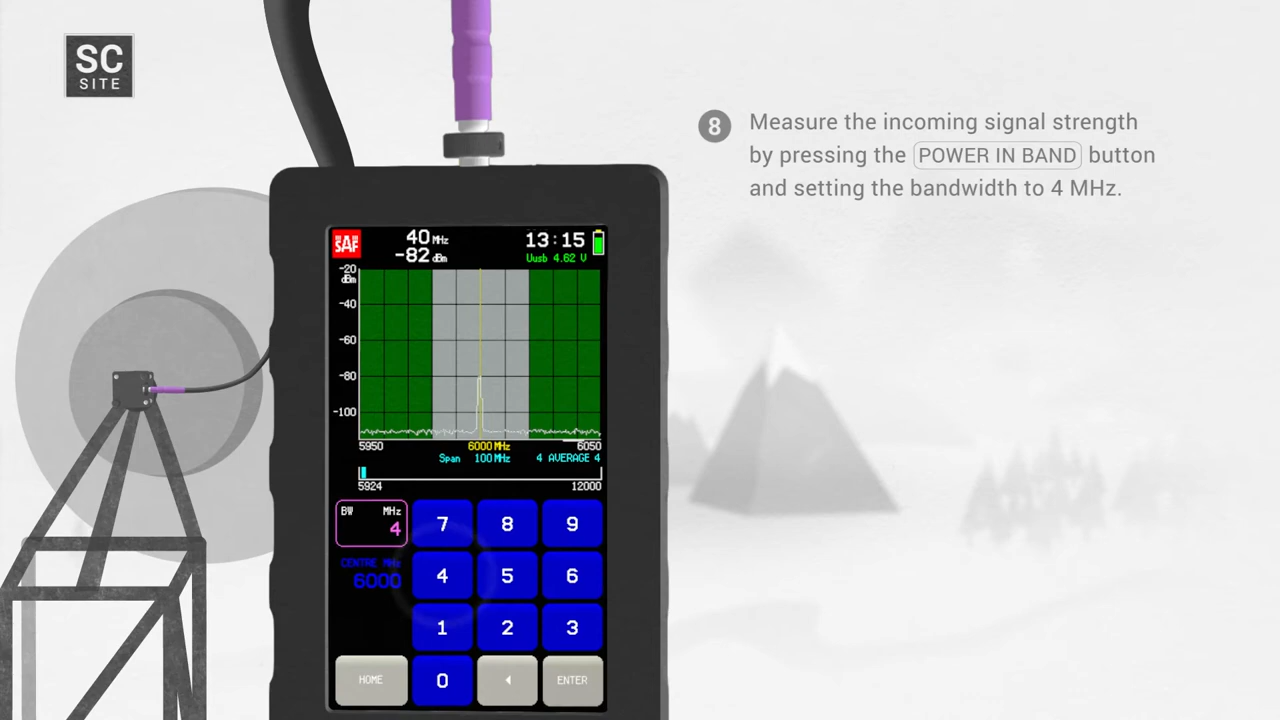 SC
SITE
8 Measure the incoming signal strength
by pressing the POWER IN BAND button
and setting the bandwidth to 4 MHz.
SAF 40 MHz 13:15
-82 dBm Uusb 4.62 V
-20
dBm
-40
-60
-80
-100
5950 6000 MHz 6050
Span 100 MHz 4 AVERAGE 4
5924 12000
BW MHz
4
7 8 9
CENTRE MHz
6000
4 5 6
1 2 3
HOME 0 ENTER